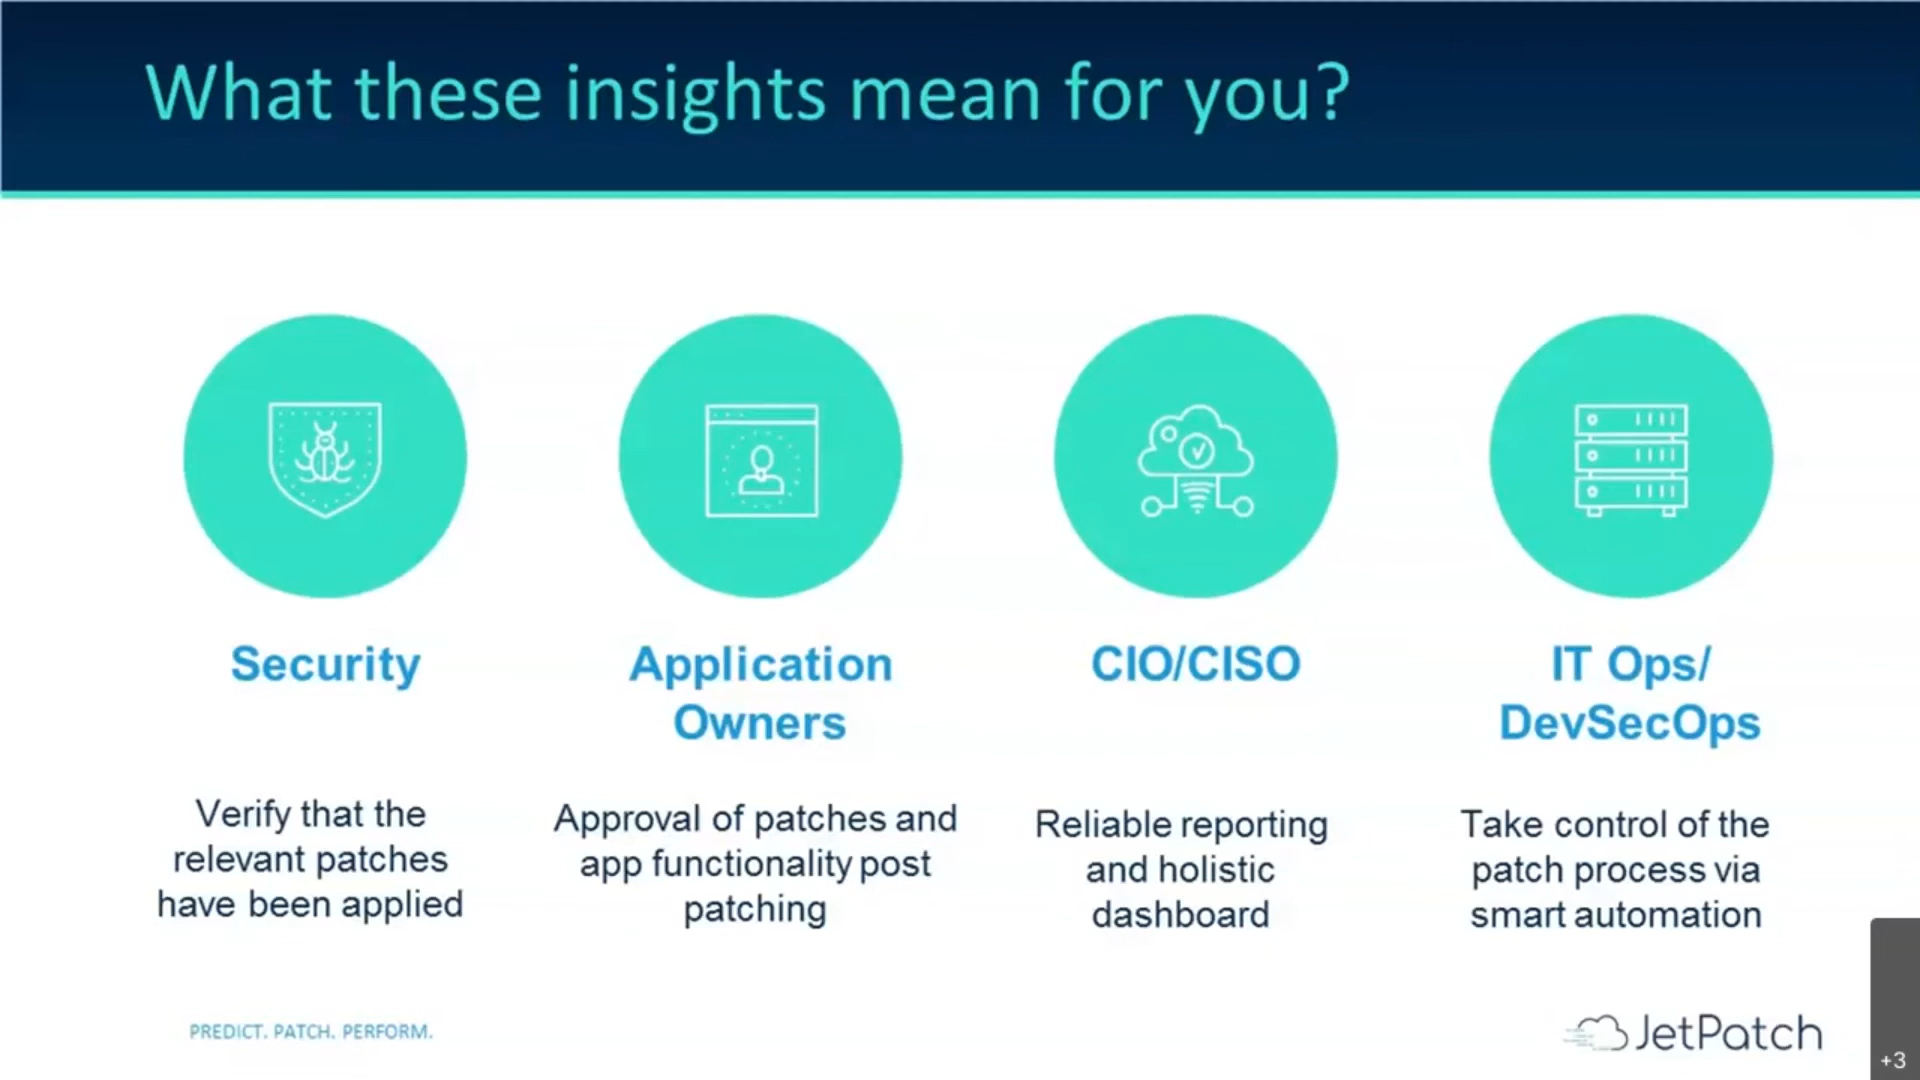 What these insights mean for you?
Security
Verify that the
relevant patches
have been applied
Application
Owners
Approval of patches and
app functionality post
patching
CIO/CISO
Reliable reporting
and holistic
dashboard
IT Ops/
DevSecOps
Take control of the
patch process via
smart automation
PREDICT. PATCH. PERFORM.
JetPatch
+3